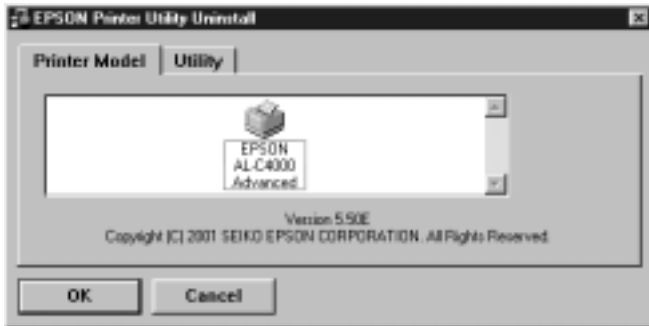 EPSON Printer Utility Uninstall
Printer Model Utility
EPSON
AL-C4000
Advanced
Version 5.50E
Copyright (C) 2001 SEIKO EPSON CORPORATION. All Rights Reserved.
OK Cancel